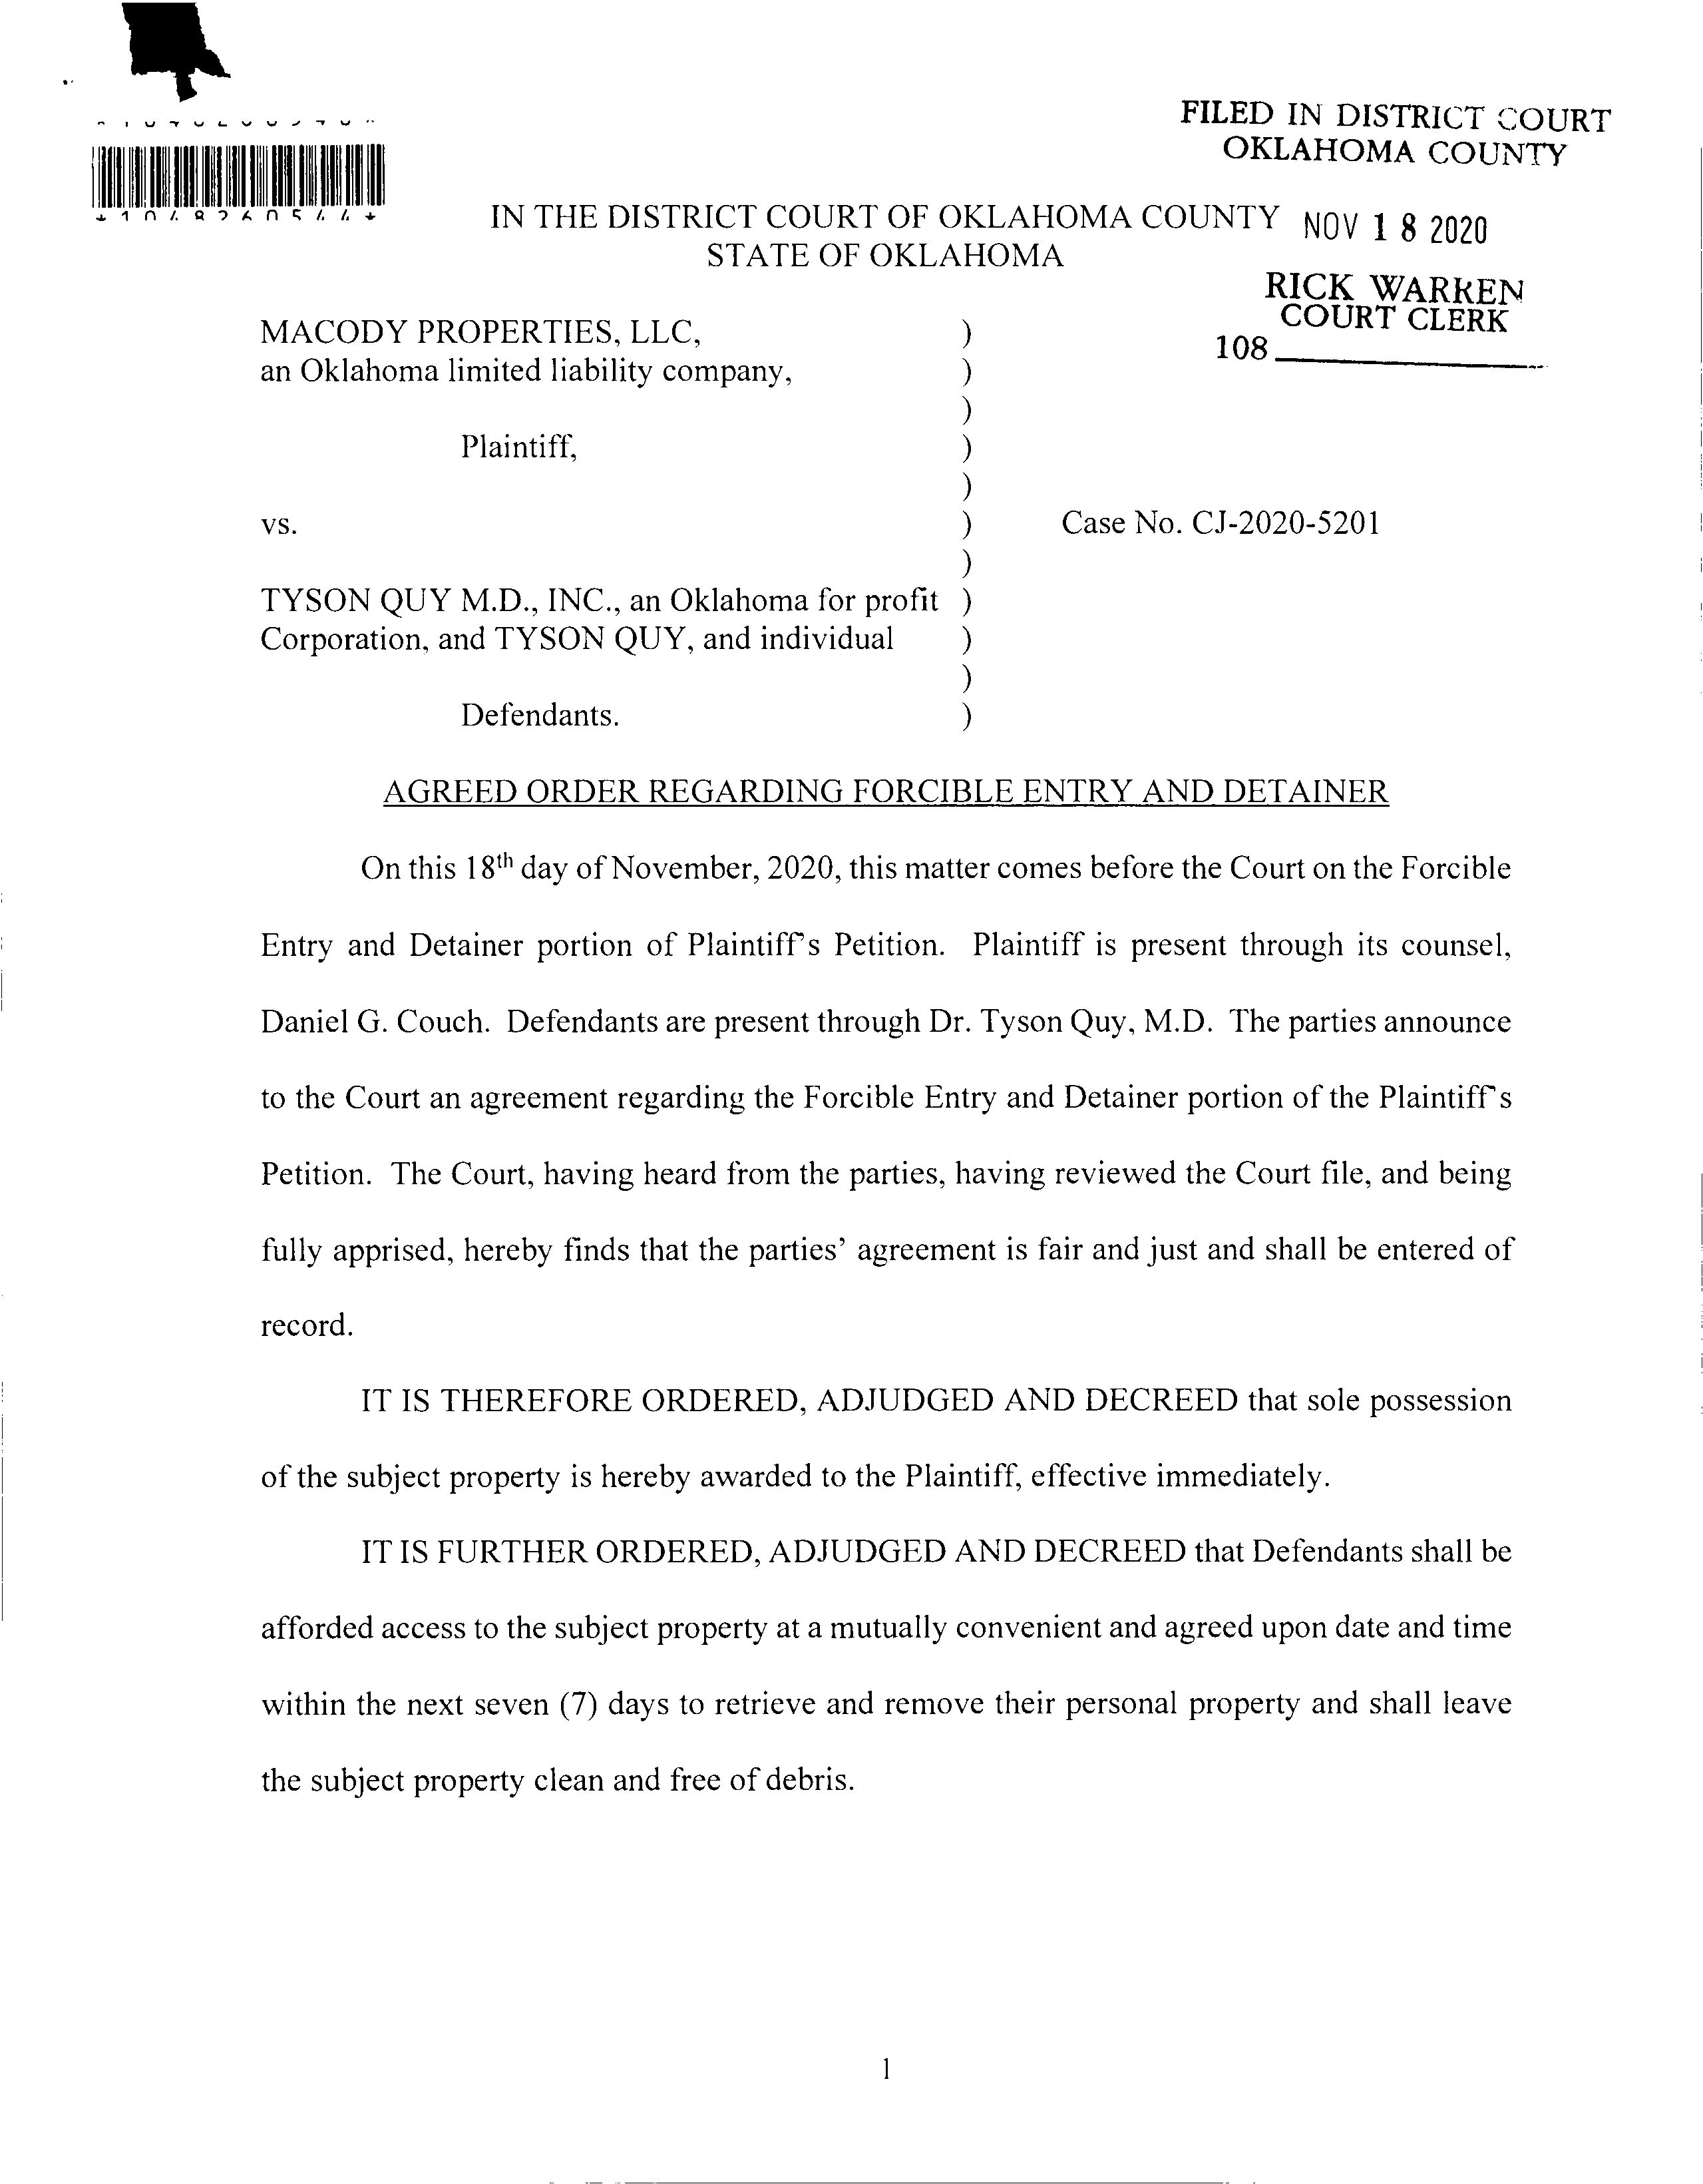 FILED IN DISTRICT COURT
OKLAHOMA COUNTY
*1048260544*
IN THE DISTRICT COURT OF OKLAHOMA COUNTY
NOV 18 2020
STATE OF OKLAHOMA
RICK WARREN
COURT CLERK
108
MACODY PROPERTIES, LLC, )
an Oklahoma limited liability company, )
)
Plaintiff, )
)
vs. ) Case No. CJ-2020-5201
)
TYSON QUY M.D., INC., an Oklahoma for profit )
Corporation, and TYSON QUY, and individual )
)
Defendants. )
AGREED ORDER REGARDING FORCIBLE ENTRY AND DETAINER
On this 18th day of November, 2020, this matter comes before the Court on the Forcible
Entry and Detainer portion of Plaintiff's Petition. Plaintiff is present through its counsel,
Daniel G. Couch. Defendants are present through Dr. Tyson Quy, M.D. The parties announce
to the Court an agreement regarding the Forcible Entry and Detainer portion of the Plaintiff's
Petition. The Court, having heard from the parties, having reviewed the Court file, and being
fully apprised, hereby finds that the parties' agreement is fair and just and shall be entered of
record.
IT IS THEREFORE ORDERED, ADJUDGED AND DECREED that sole possession
of the subject property is hereby awarded to the Plaintiff, effective immediately.
IT IS FURTHER ORDERED, ADJUDGED AND DECREED that Defendants shall be
afforded access to the subject property at a mutually convenient and agreed upon date and time
within the next seven (7) days to retrieve and remove their personal property and shall leave
the subject property clean and free of debris.
1